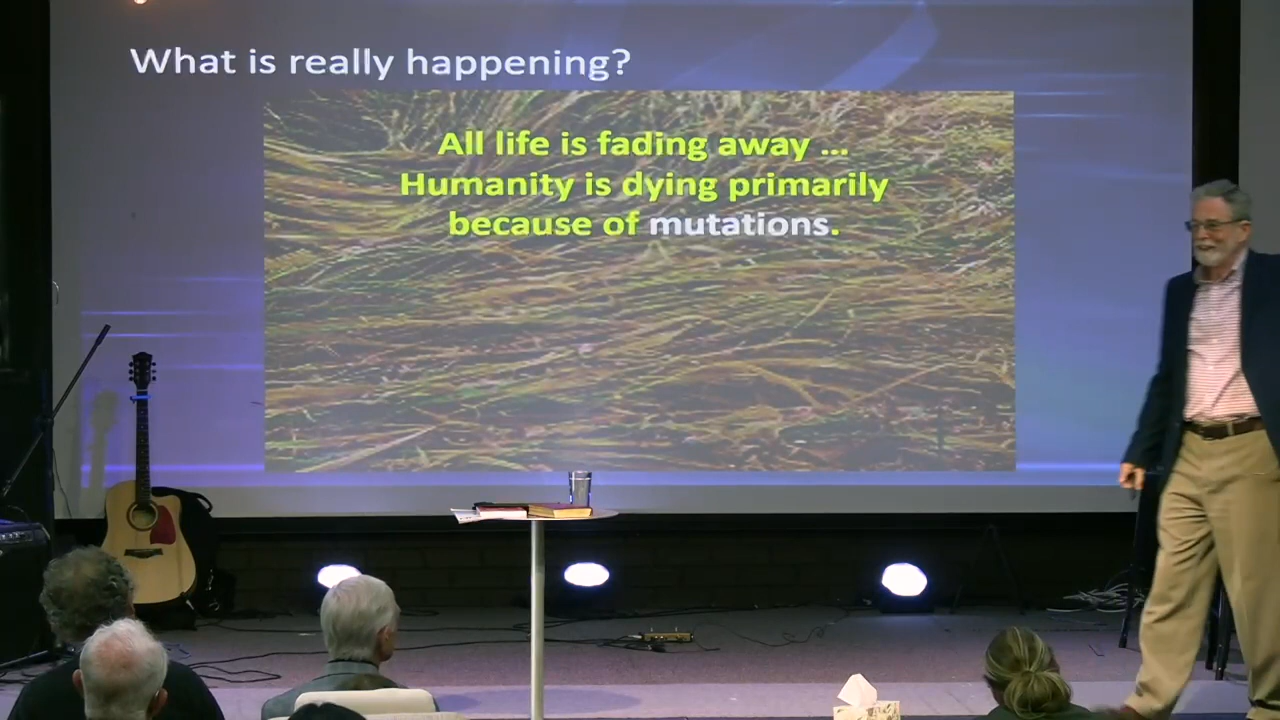 What is really happening?
All life is fading away ...
Humanity is dying primarily
because of mutations.